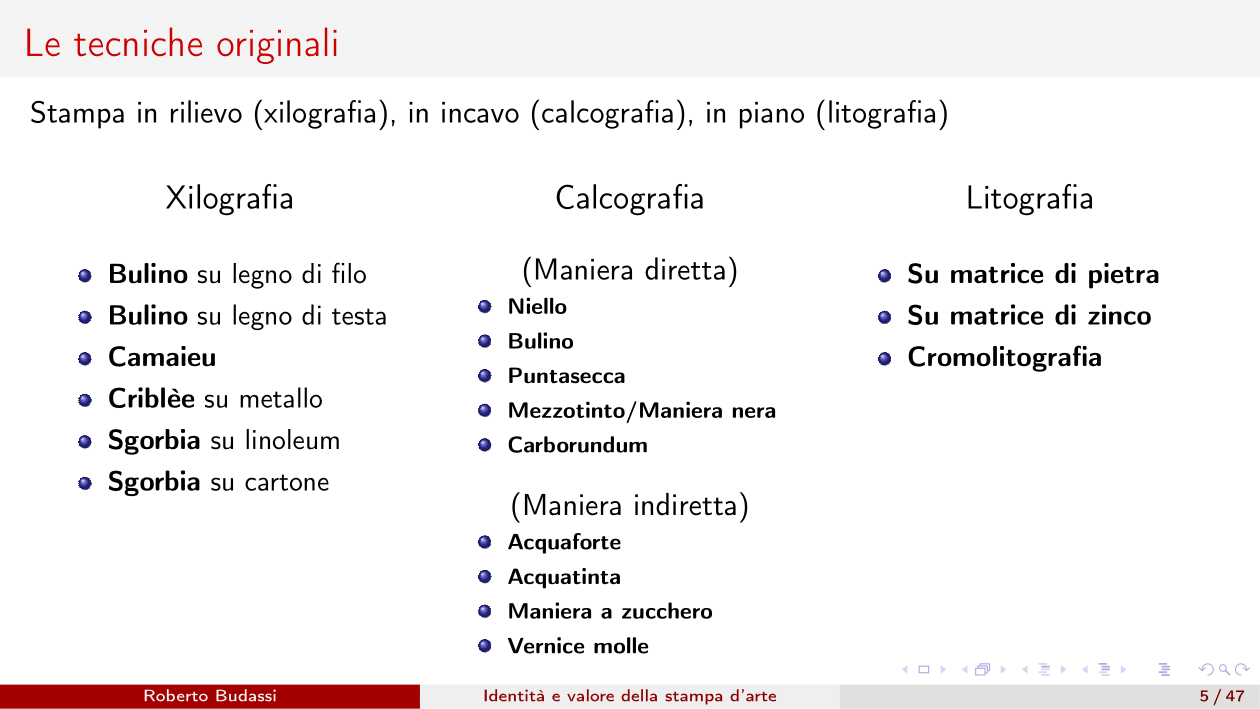 Le tecniche originali
Stampa in rilievo (xilografia), in incavo (calcografia), in piano (litografia)
Xilografia
Bulino su legno di filo
Bulino su legno di testa
Camaieu
Criblèe su metallo
Sgorbia su linoleum
Sgorbia su cartone
Calcografia
(Maniera diretta)
Niello
Bulino
Puntasecca
Mezzotinto/Maniera nera
Carborundum
(Maniera indiretta)
Acquaforte
Acquatinta
Maniera a zucchero
Vernice molle
Litografia
Su matrice di pietra
Su matrice di zinco
Cromolitografia
Roberto Budassi
Identità e valore della stampa d'arte
5 / 47